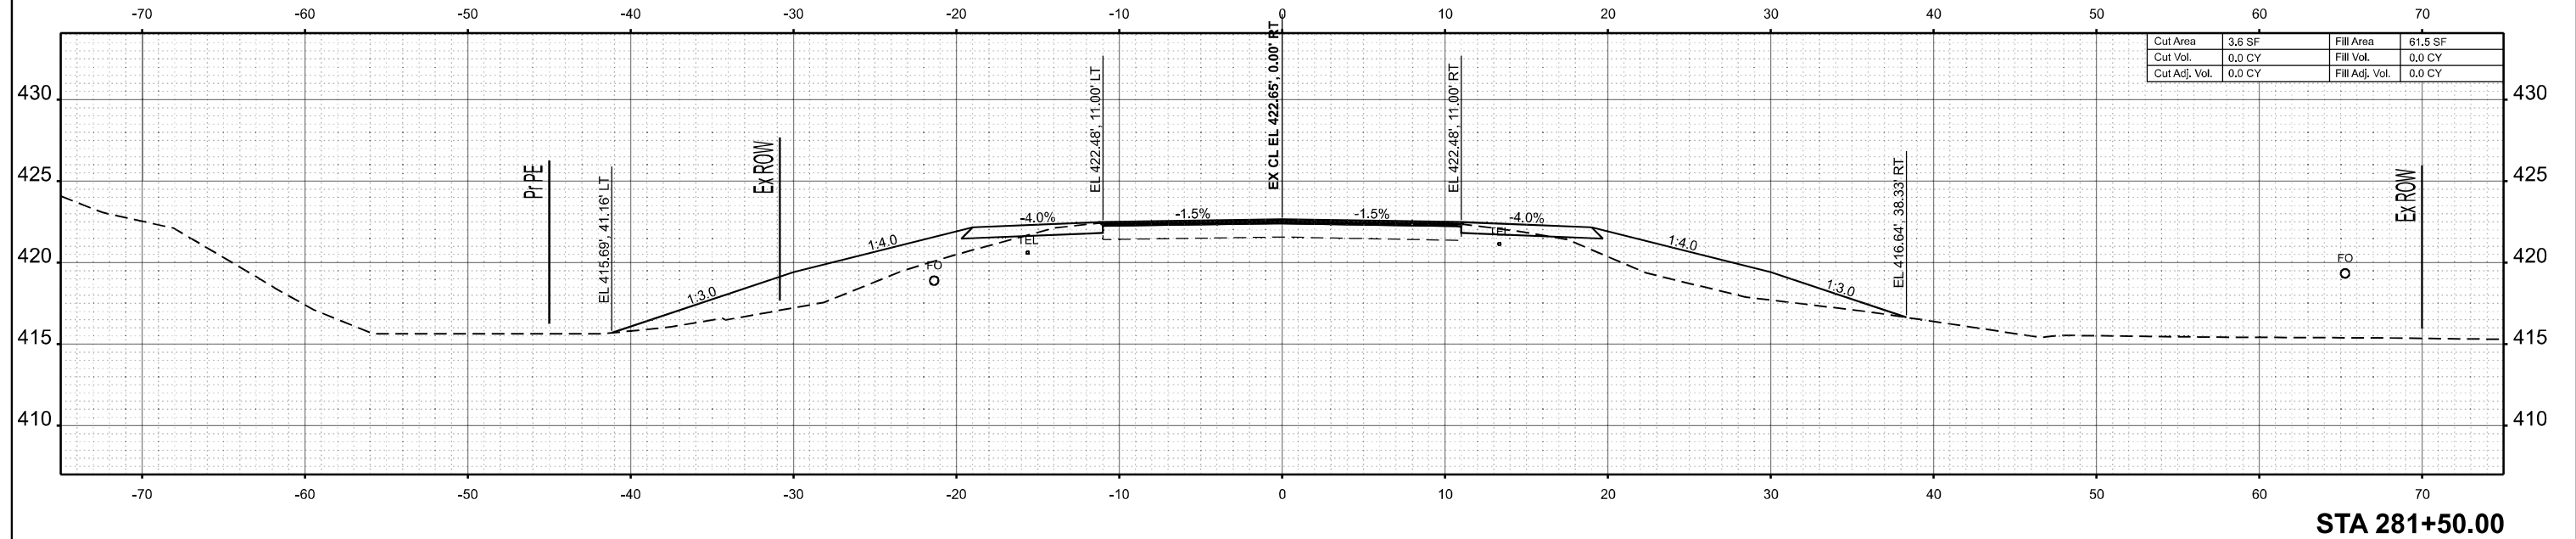 -70 -60 -50 -40 -30 -20 -10 0 10 20 30 40 50 60 70
Cut Area 3.6 SF Fill Area 61.5 SF
Cut Vol. 0.0 CY Fill Vol. 0.0 CY
Cut Adj. Vol. 0.0 CY Fill Adj. Vol. 0.0 CY
430 430
425 425
420 420
415 415
410 410
Pr PE
EL 415.69', 41.16' LT
Ex ROW
EL 422.48', 11.00' LT
EX CL EL 422.65', 0.00' RT
EL 422.48', 11.00' RT
EL 416.64', 38.33' RT
Ex ROW
-4.0% -1.5% -1.5% -4.0%
1:4.0 TEL TEL 1:4.0
FO FO
1:3.0 1:3.0
-70 -60 -50 -40 -30 -20 -10 0 10 20 30 40 50 60 70
STA 281+50.00